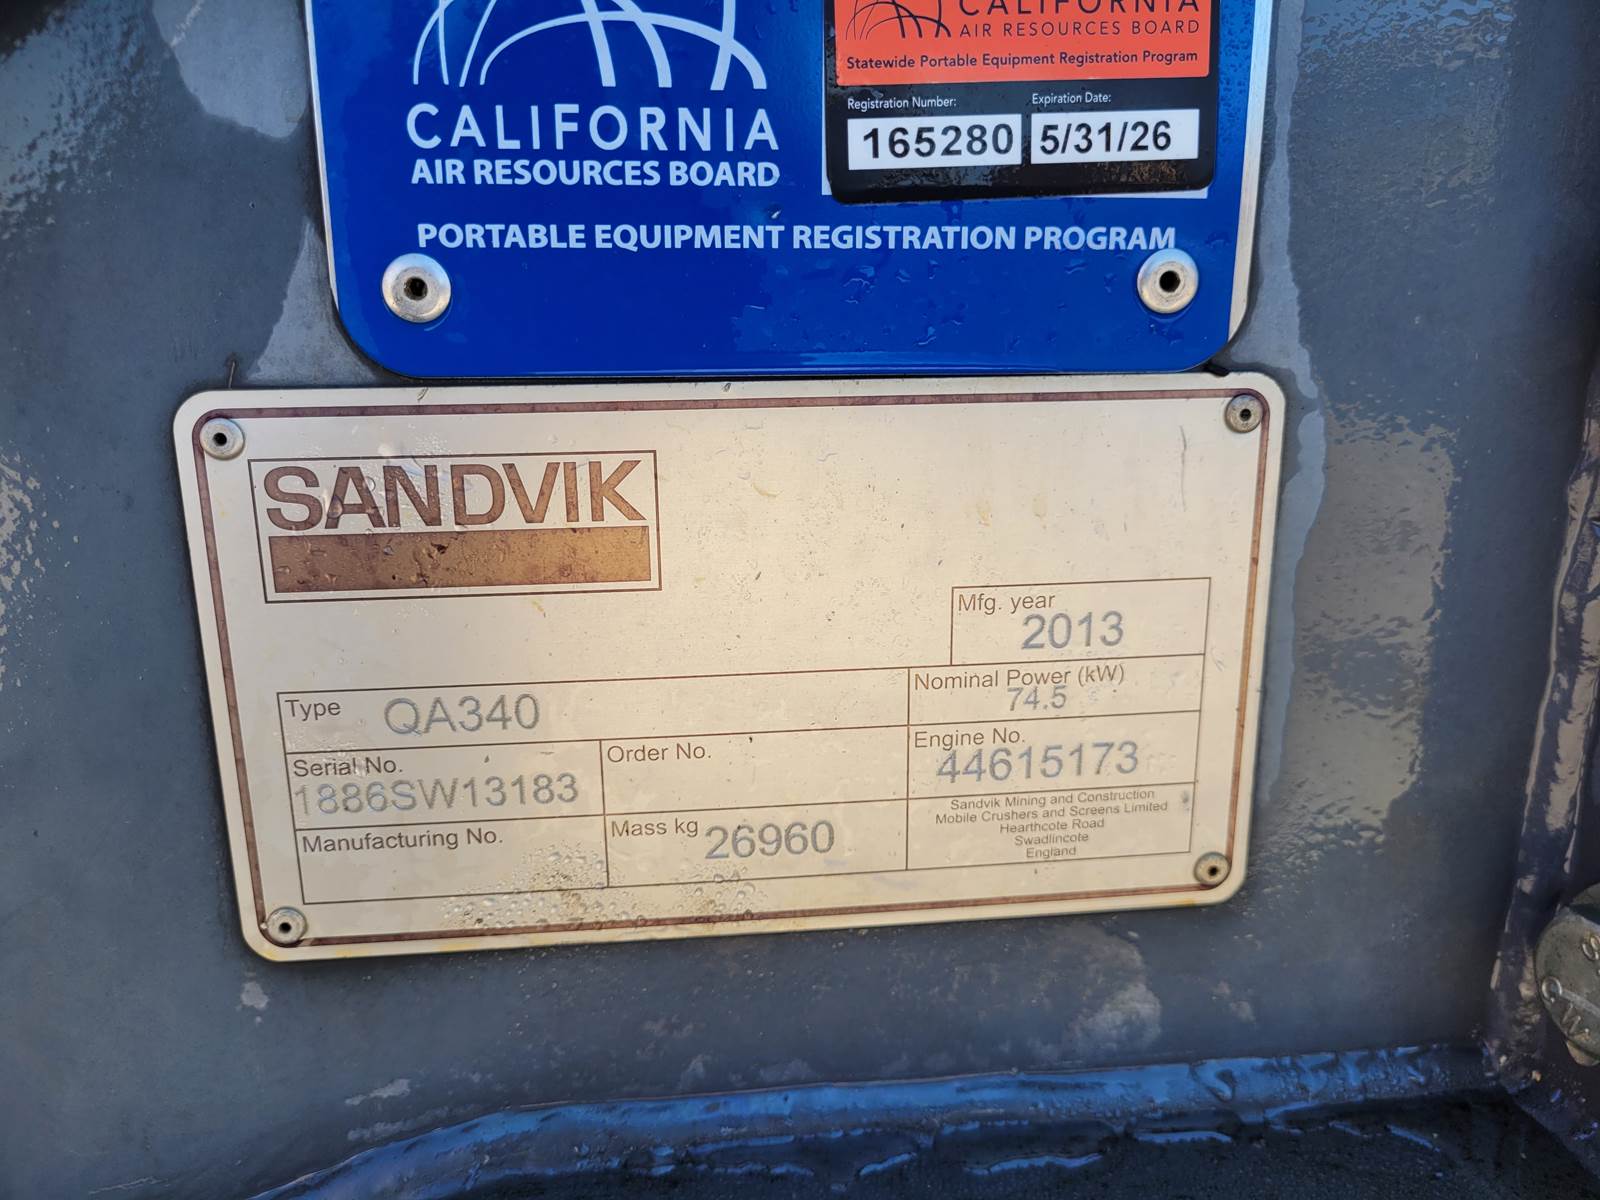 CALIFORNIA
AIR RESOURCES BOARD
PORTABLE EQUIPMENT REGISTRATION PROGRAM
CALIFORNIA
AIR RESOURCES BOARD
Statewide Portable Equipment Registration Program
Registration Number:
165280
Expiration Date:
5/31/26
SANDVIK
Mfg. year
2013
Type QA340
Nominal Power (kW)
74.5
Serial No.
1886SW13183
Order No.
Engine No.
44615173
Manufacturing No.
Mass kg 26960
Sandvik Mining and Construction
Mobile Crushers and Screens Limited
Hearthcote Road
Swadlincote
England